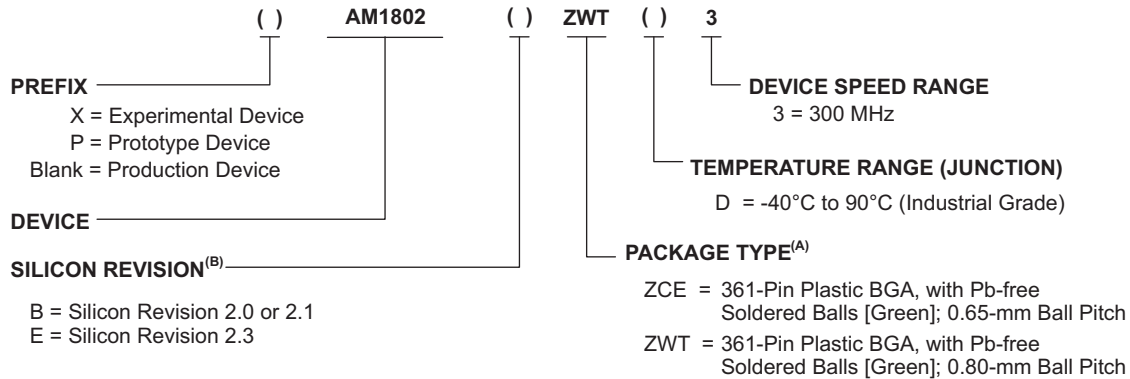 ( ) AM1802 ( ) ZWT ( ) 3
PREFIX
X = Experimental Device
P = Prototype Device
Blank = Production Device
DEVICE
SILICON REVISION(B)
B = Silicon Revision 2.0 or 2.1
E = Silicon Revision 2.3
DEVICE SPEED RANGE
3 = 300 MHz
TEMPERATURE RANGE (JUNCTION)
D = -40°C to 90°C (Industrial Grade)
PACKAGE TYPE(A)
ZCE = 361-Pin Plastic BGA, with Pb-free
Soldered Balls [Green]; 0.65-mm Ball Pitch
ZWT = 361-Pin Plastic BGA, with Pb-free
Soldered Balls [Green]; 0.80-mm Ball Pitch